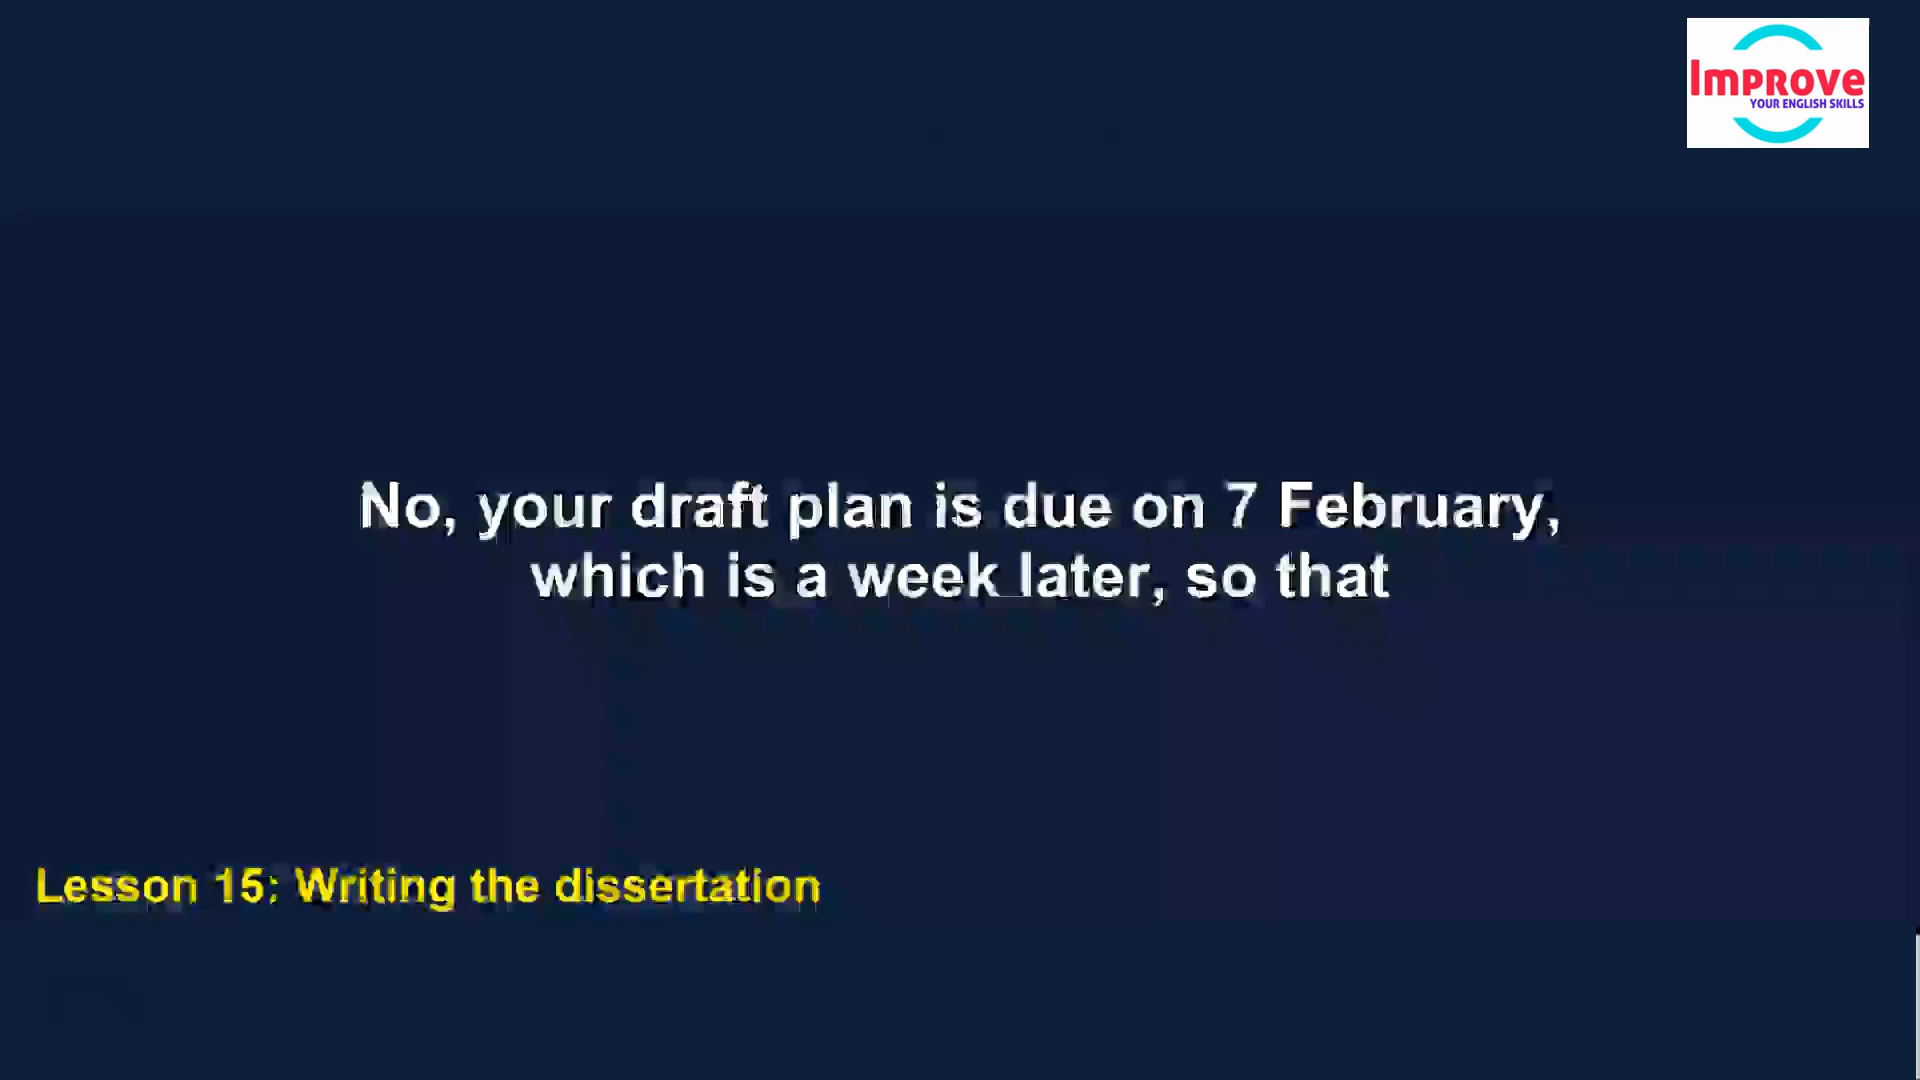 Improve
YOUR ENGLISH SKILLS
No, your draft plan is due on 7 February,
which is a week later, so that
Lesson 15: Writing the dissertation